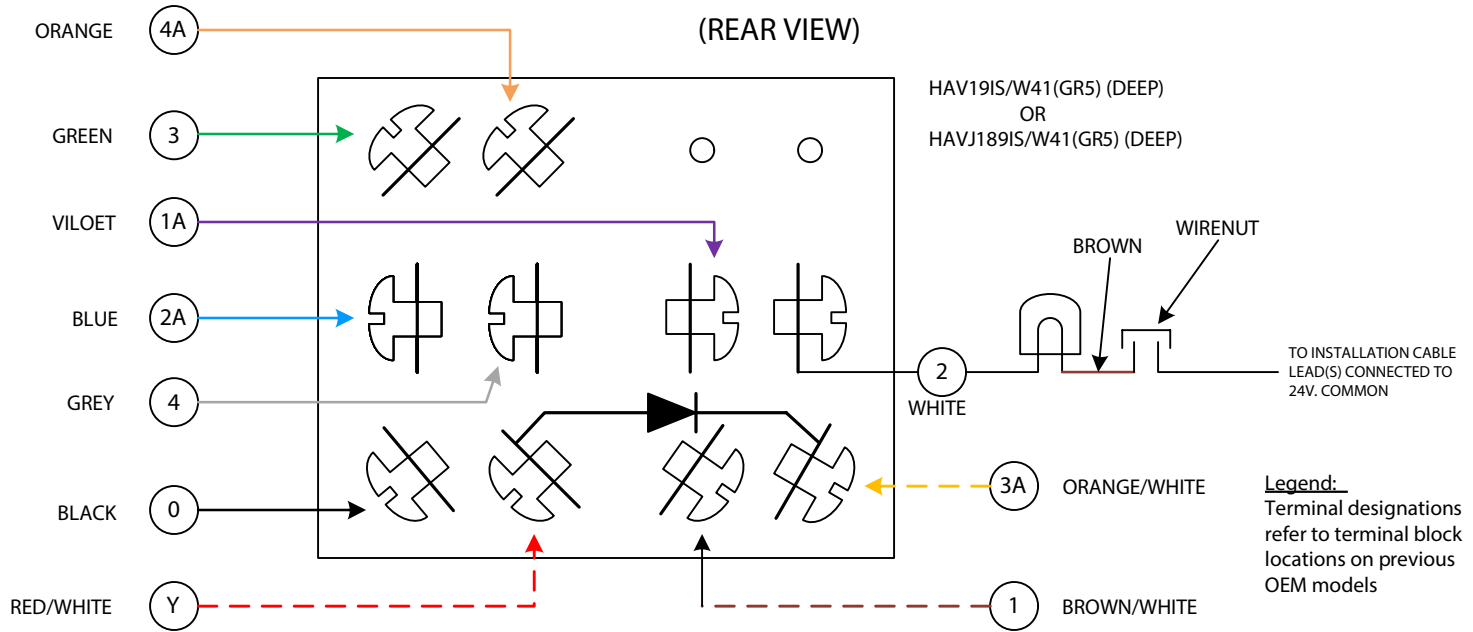 (REAR VIEW)
ORANGE 4A
HAV19IS/W41(GR5) (DEEP)
OR
HAVJ189IS/W41(GR5) (DEEP)
GREEN 3
VILOET 1A
WIRENUT
BROWN
BLUE 2A
TO INSTALLATION CABLE
LEAD(S) CONNECTED TO
24V. COMMON
2
WHITE
GREY 4
3A ORANGE/WHITE
BLACK 0
Legend:
Terminal designations
refer to terminal block
locations on previous
OEM models
RED/WHITE Y
1 BROWN/WHITE